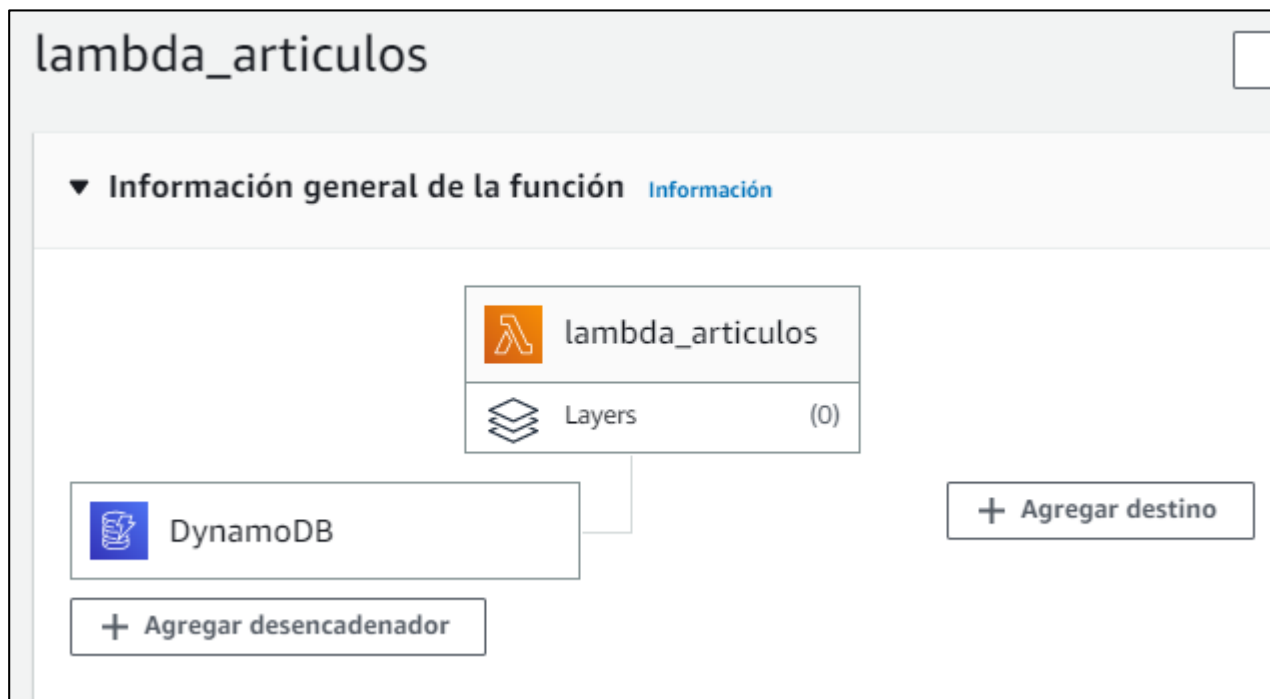 lambda_articulos
▼ Información general de la función Información
lambda_articulos
Layers (0)
DynamoDB
+ Agregar destino
+ Agregar desencadenador